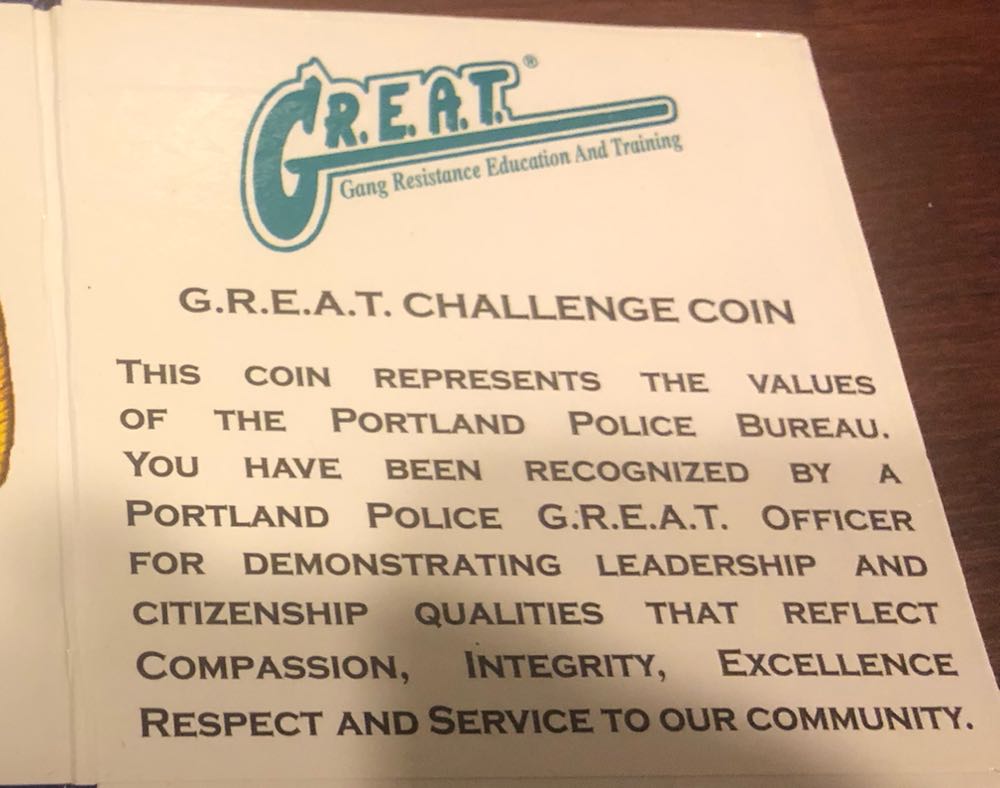 G.R.E.A.T.®
Gang Resistance Education And Training
G.R.E.A.T. CHALLENGE COIN
THIS COIN REPRESENTS THE VALUES
OF THE PORTLAND POLICE BUREAU.
YOU HAVE BEEN RECOGNIZED BY A
PORTLAND POLICE G.R.E.A.T. OFFICER
FOR DEMONSTRATING LEADERSHIP AND
CITIZENSHIP QUALITIES THAT REFLECT
COMPASSION, INTEGRITY, EXCELLENCE
RESPECT AND SERVICE TO OUR COMMUNITY.